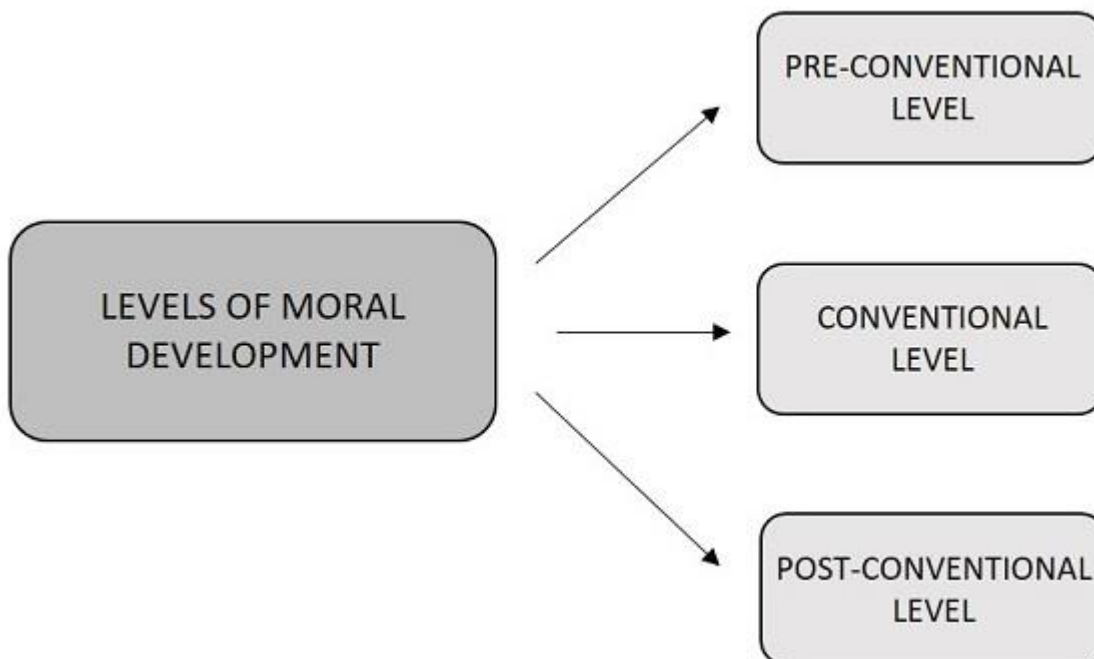 LEVELS OF MORAL
DEVELOPMENT
PRE-CONVENTIONAL
LEVEL
CONVENTIONAL
LEVEL
POST-CONVENTIONAL
LEVEL